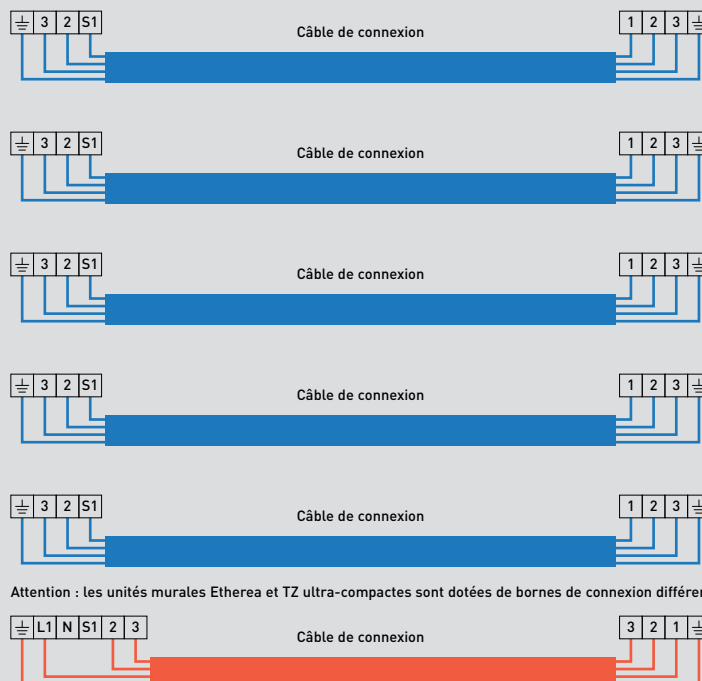 ⏚ 3 2 S1 Câble de connexion 1 2 3 ⏚
⏚ 3 2 S1 Câble de connexion 1 2 3 ⏚
⏚ 3 2 S1 Câble de connexion 1 2 3 ⏚
⏚ 3 2 S1 Câble de connexion 1 2 3 ⏚
⏚ 3 2 S1 Câble de connexion 1 2 3 ⏚
Attention : les unités murales Etherea et TZ ultra-compactes sont dotées de bornes de connexion
⏚ L1 N S1 2 3 Câble de connexion 3 2 1 ⏚